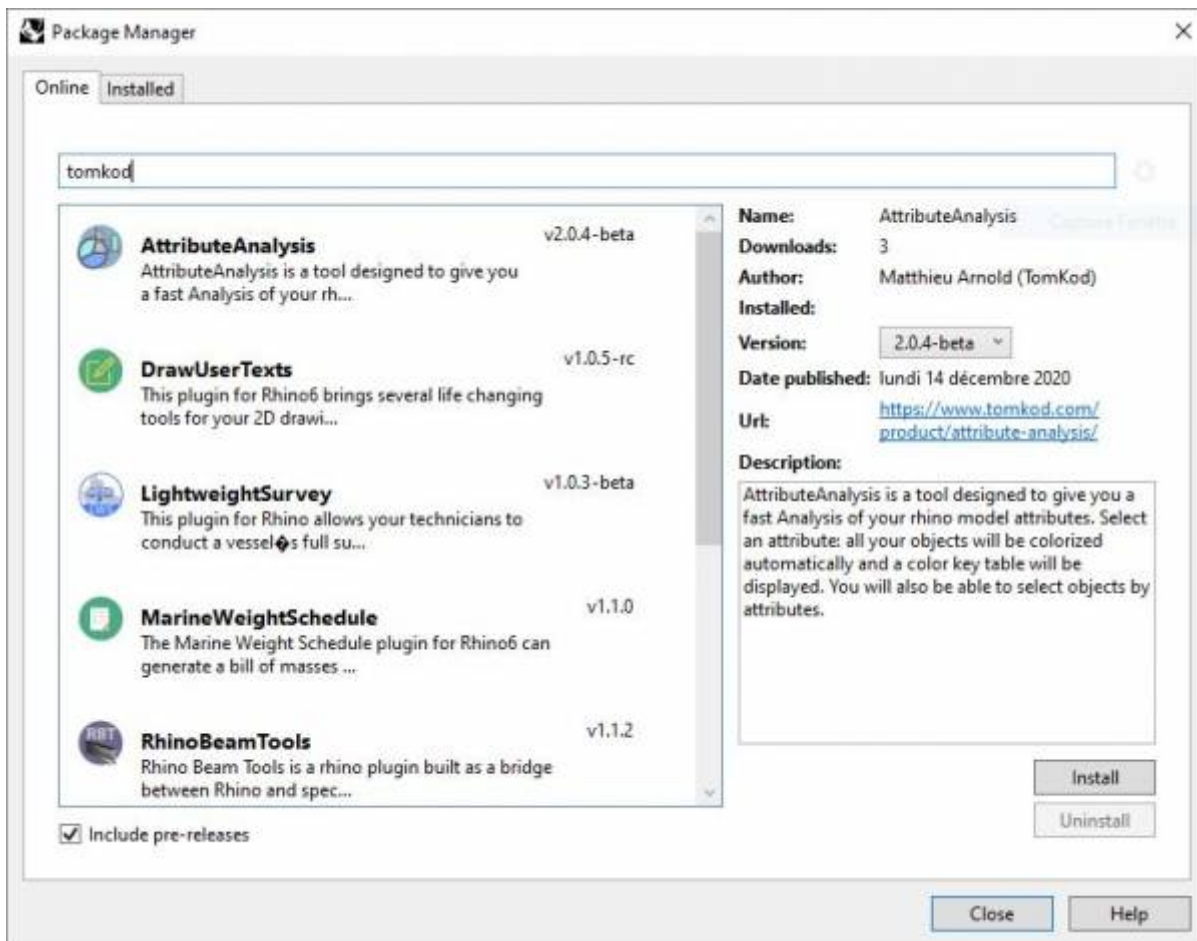 Package Manager
Online
Installed
tomkod
AttributeAnalysis
v2.0.4-beta
AttributeAnalysis is a tool designed to give you
a fast Analysis of your rh...
DrawUserTexts
v1.0.5-rc
This plugin for Rhino6 brings several life changing
tools for your 2D drawi...
LightweightSurvey
v1.0.3-beta
This plugin for Rhino allows your technicians to
conduct a vessel�s full su...
MarineWeightSchedule
v1.1.0
The Marine Weight Schedule plugin for Rhino6 can
generate a bill of masses ...
RBT
RhinoBeamTools
v1.1.2
Rhino Beam Tools is a rhino plugin built as a bridge
between Rhino and spec...
Include pre-releases
Name: AttributeAnalysis
Downloads: 3
Author: Matthieu Arnold (TomKod)
Installed:
Version: 2.0.4-beta
Date published: lundi 14 décembre 2020
Url: https://www.tomkod.com/
product/attribute-analysis/
Description:
AttributeAnalysis is a tool designed to give you a
fast Analysis of your rhino model attributes. Select
an attribute: all your objects will be colorized
automatically and a color key table will be
displayed. You will also be able to select objects by
attributes.
Install
Uninstall
Close
Help